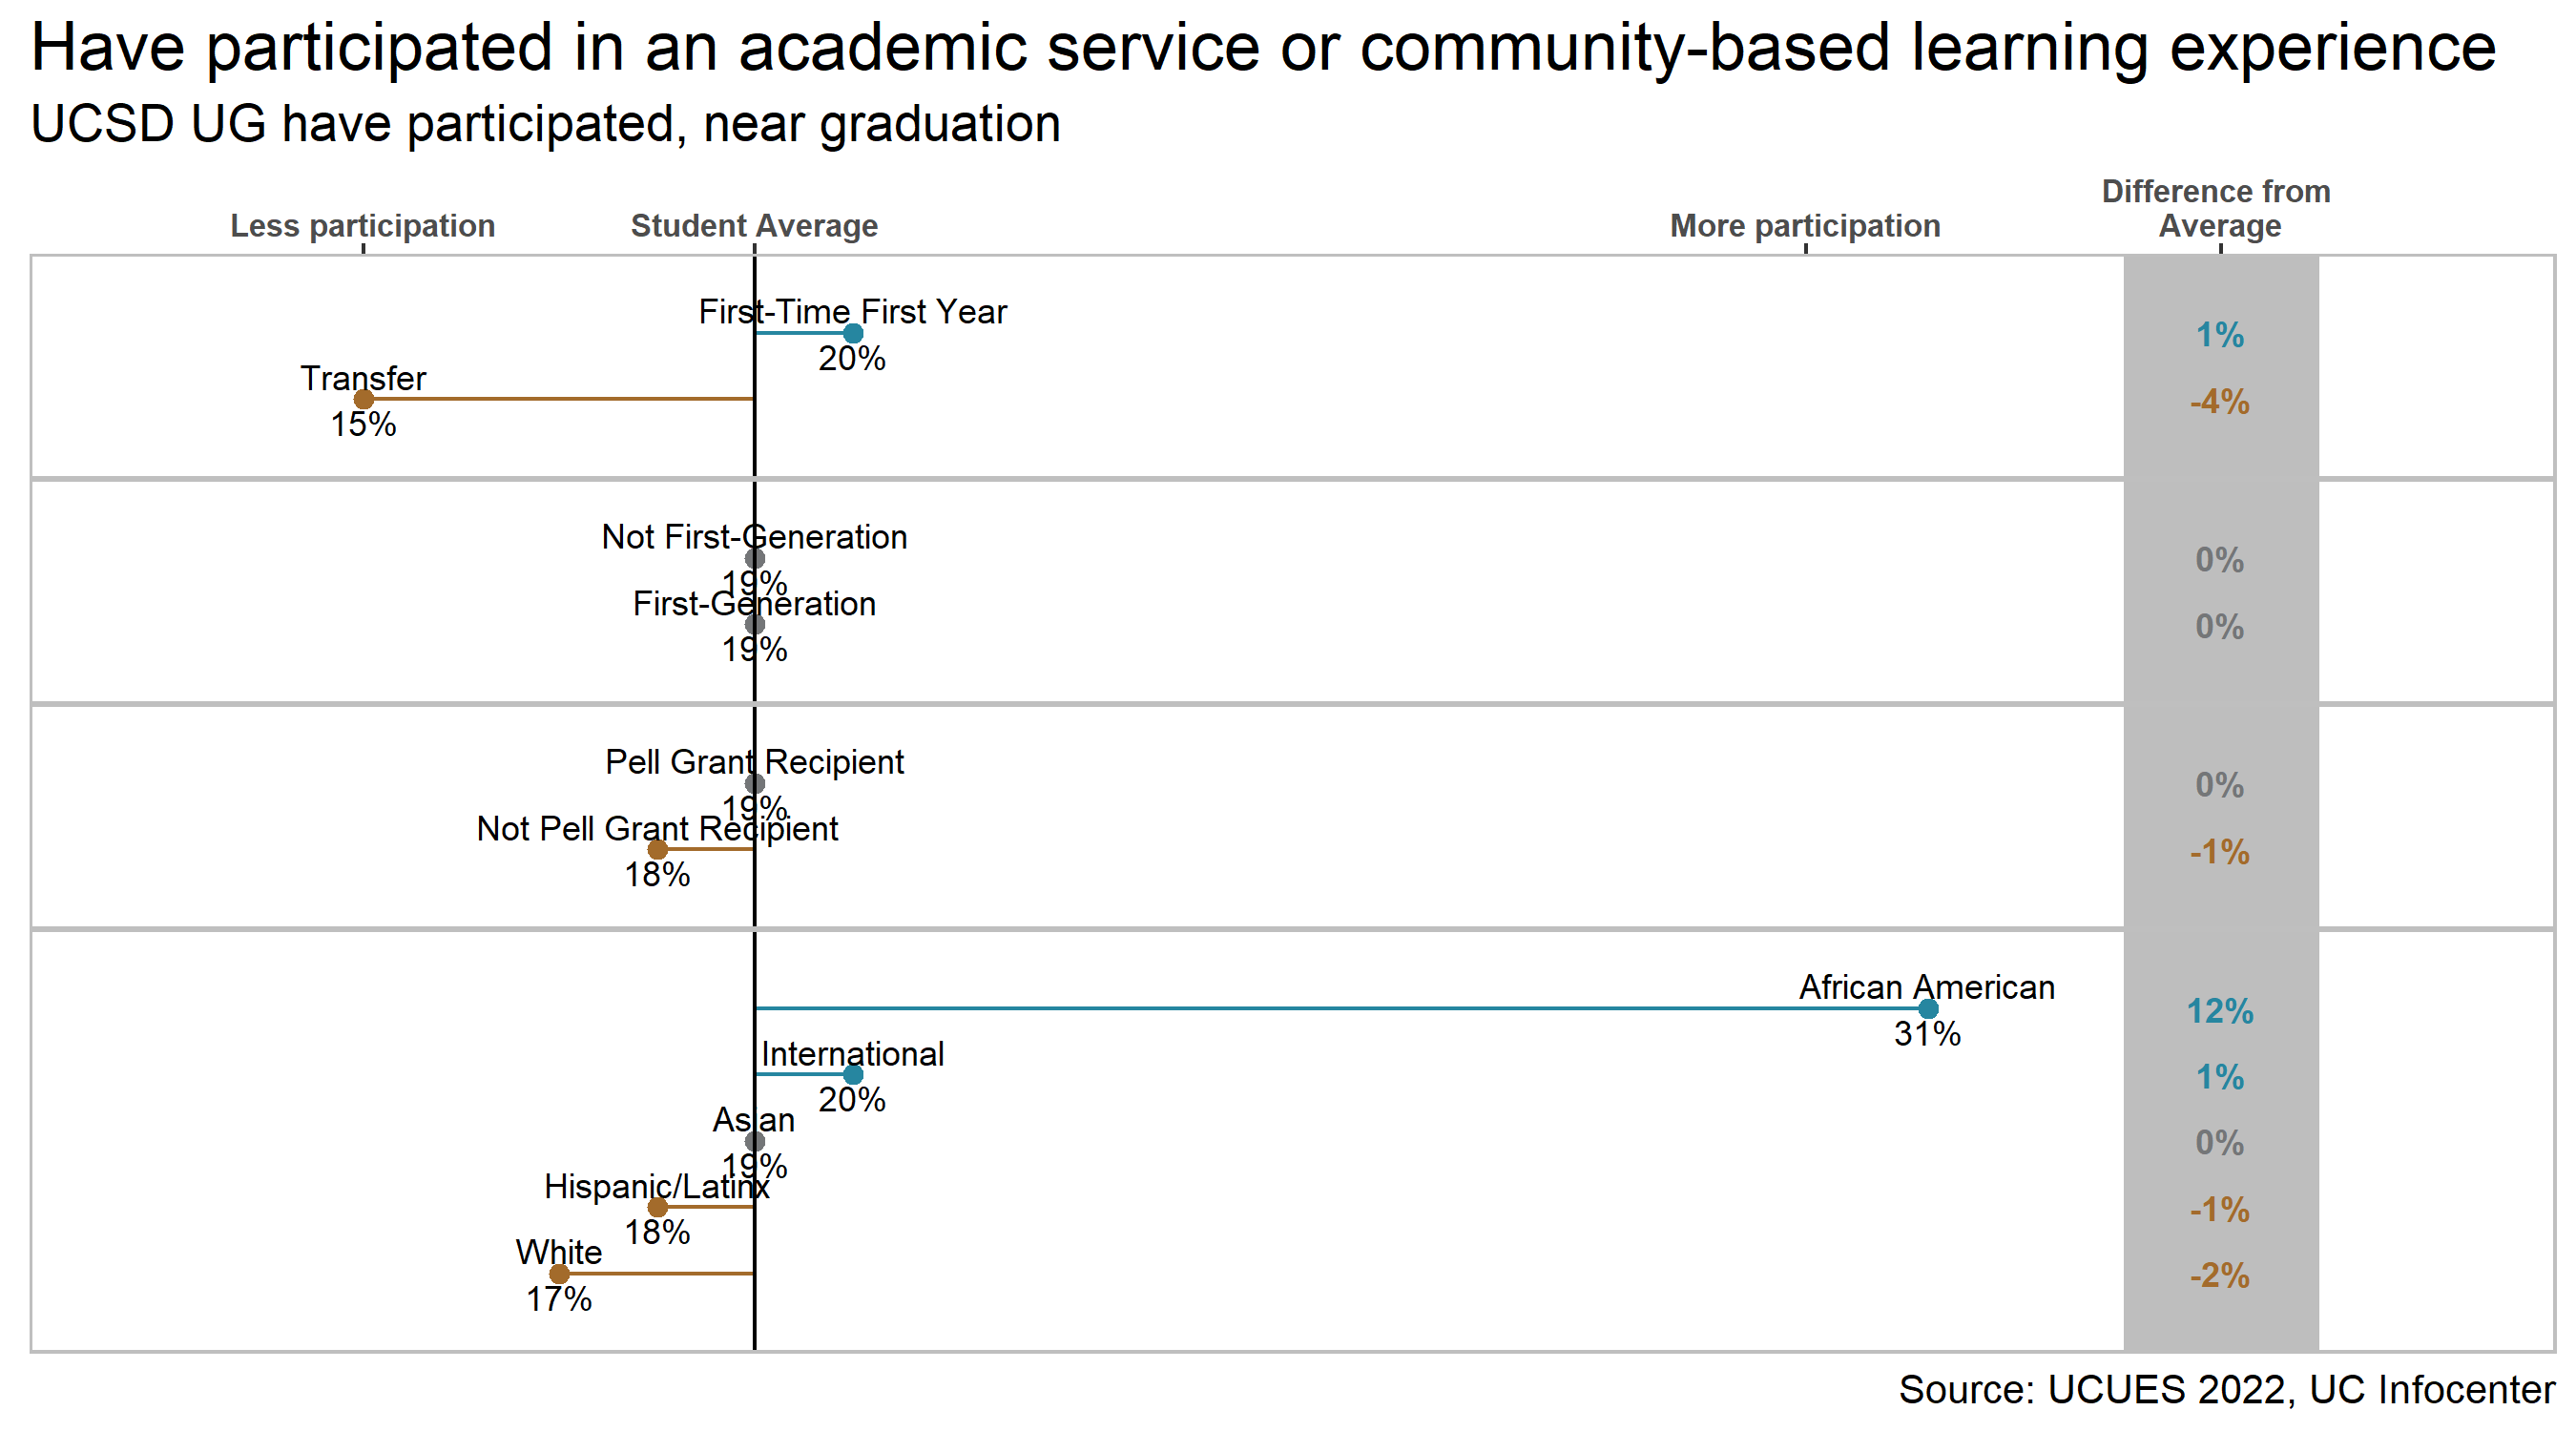 Have participated in an academic service or community-based learning experience
UCSD UG have participated, near graduation
Less participation
Student Average
More participation
Difference from
Average
First-Time First Year
20%
1%
Transfer
15%
-4%
Not First-Generation
19%
0%
First-Generation
19%
0%
Pell Grant Recipient
19%
0%
Not Pell Grant Recipient
18%
-1%
African American
31%
12%
International
20%
1%
Asian
19%
0%
Hispanic/Latinx
18%
-1%
White
17%
-2%
Source: UCUES 2022, UC Infocenter